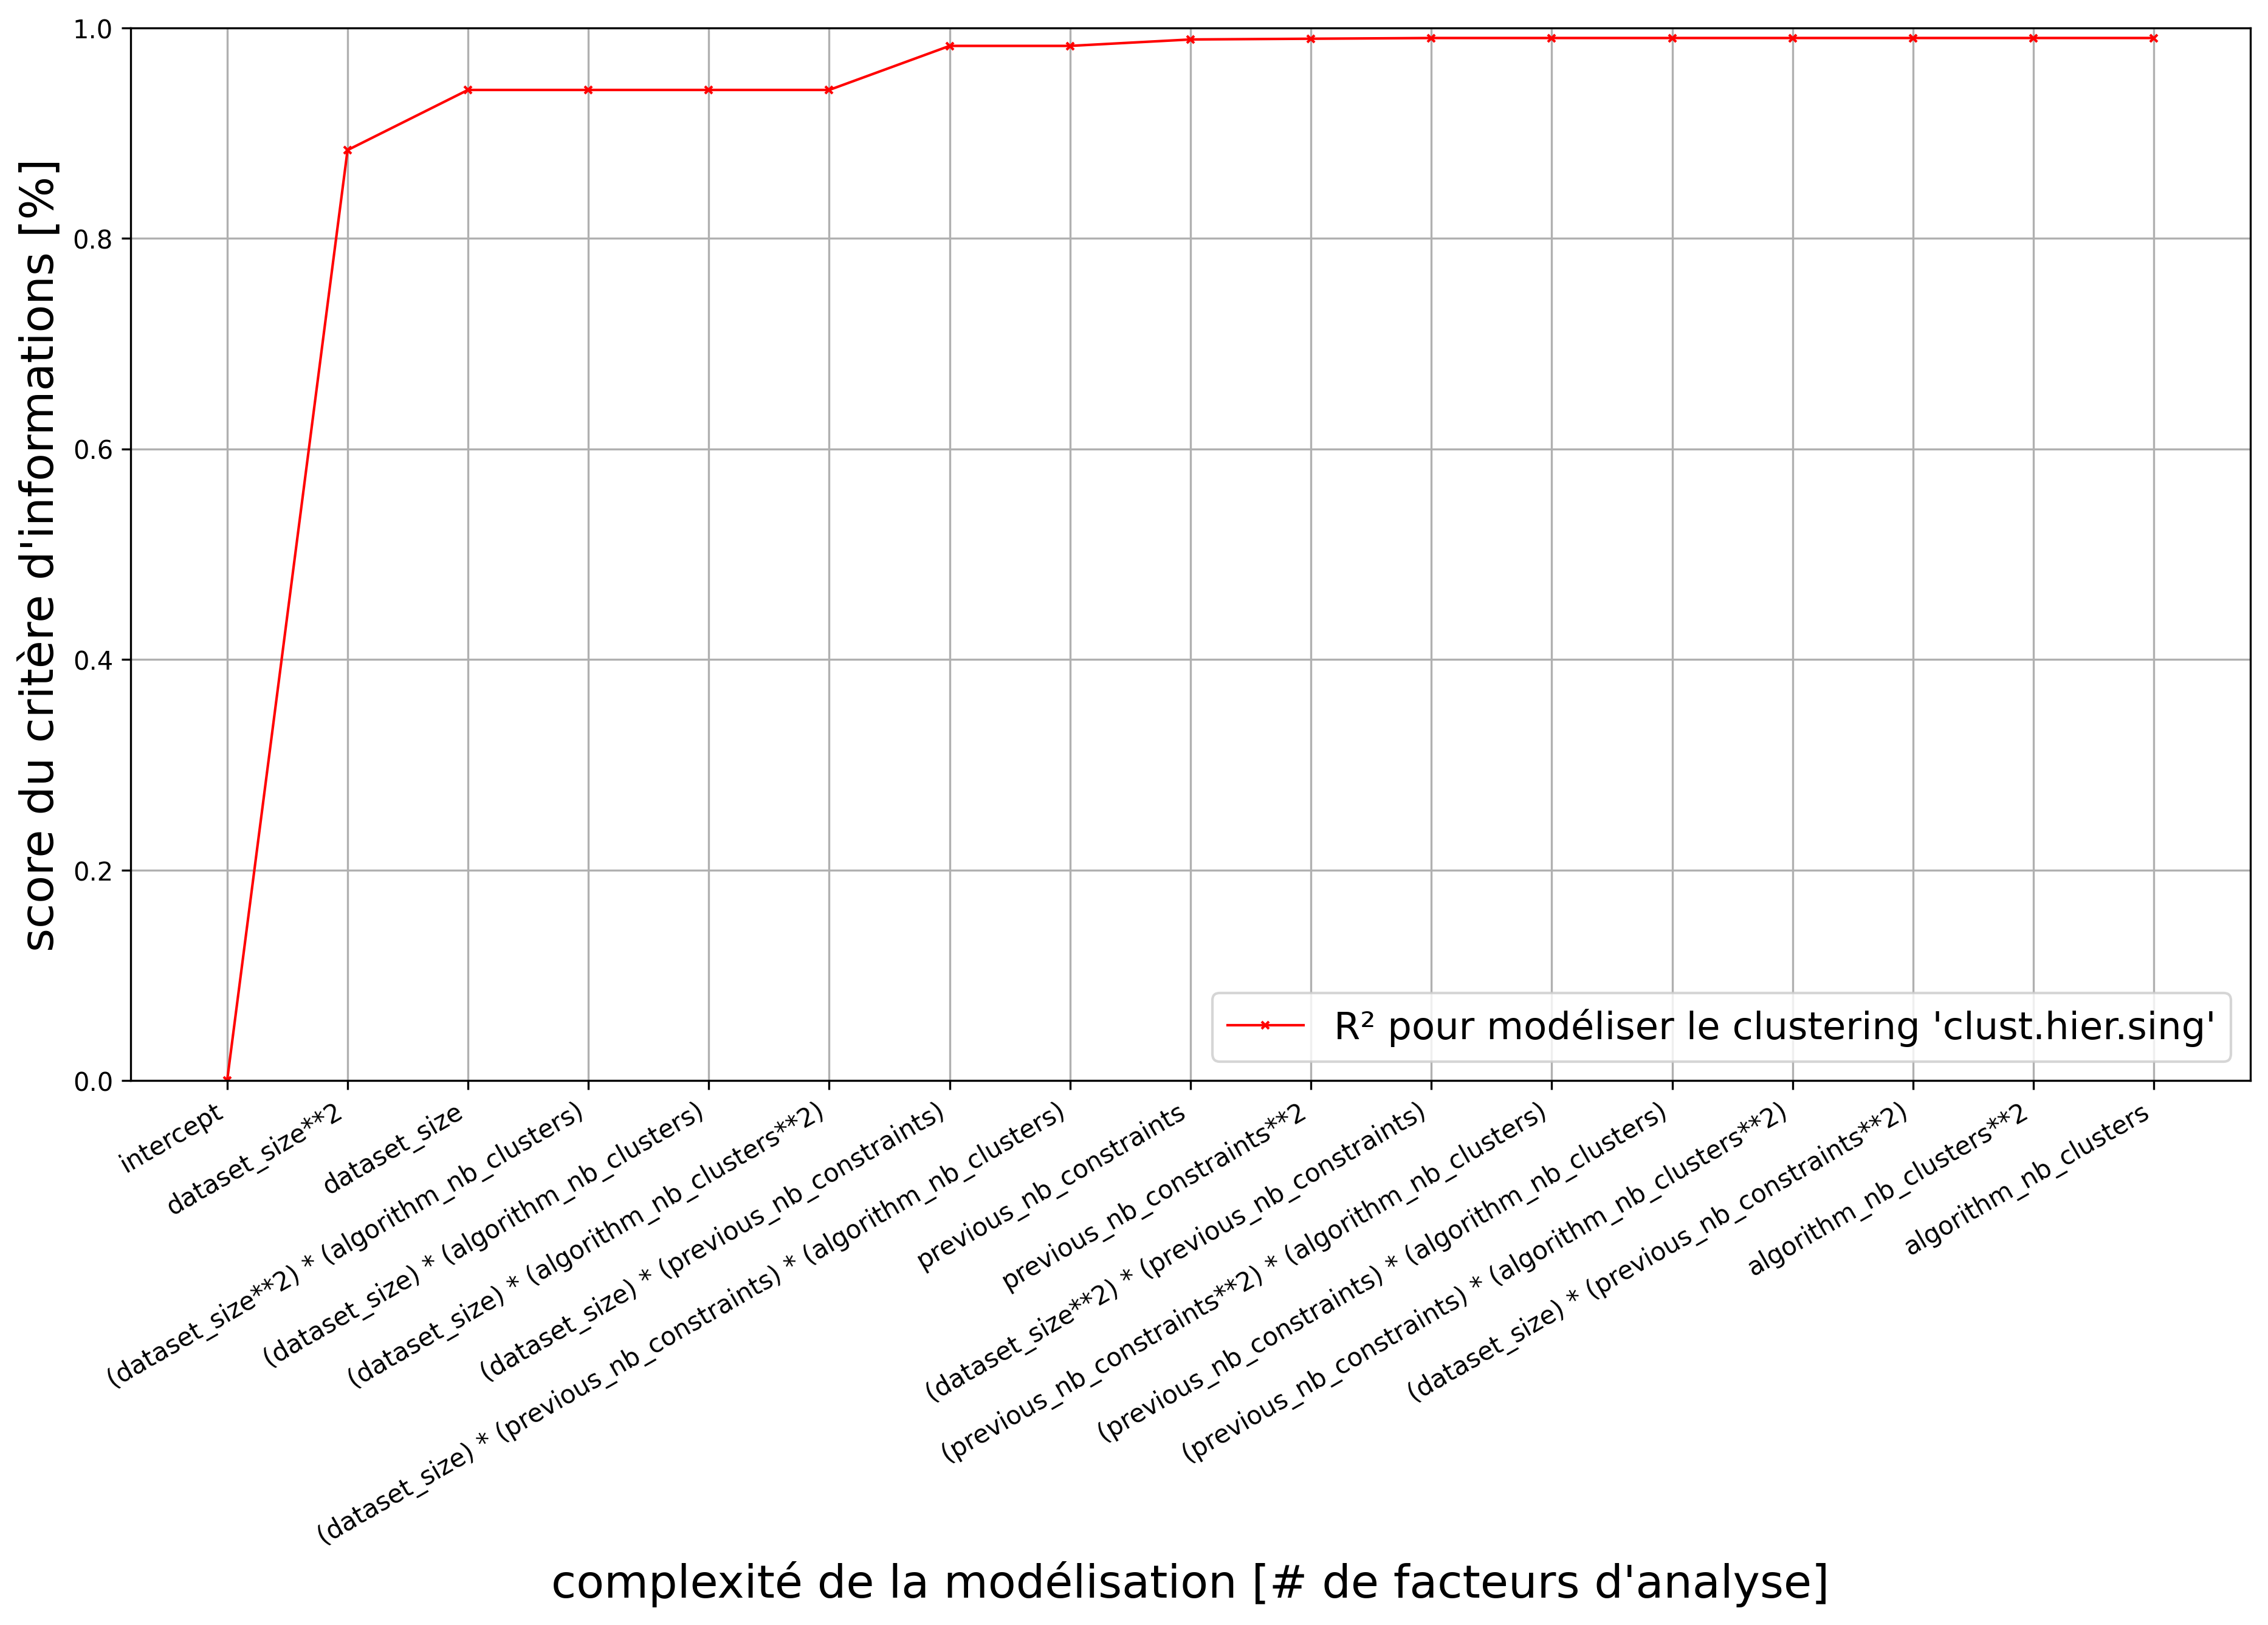 score du critère d'informations [%]
1.0
0.8
0.6
0.4
0.2
0.0
R² pour modéliser le clustering 'clust.hier.sing'
intercept
dataset_size**2
dataset_size
(dataset_size**2) * (algorithm_nb_clusters)
(dataset_size) * (algorithm_nb_clusters)
(dataset_size) * (algorithm_nb_clusters**2)
(dataset_size) * (previous_nb_constraints)
(dataset_size) * (previous_nb_constraints) * (algorithm_nb_clusters)
previous_nb_constraints
previous_nb_constraints**2
(dataset_size**2) * (previous_nb_constraints)
(previous_nb_constraints**2) * (algorithm_nb_clusters)
(previous_nb_constraints) * (algorithm_nb_clusters)
(previous_nb_constraints) * (algorithm_nb_clusters**2)
(dataset_size) * (previous_nb_constraints**2)
algorithm_nb_clusters**2
algorithm_nb_clusters
complexité de la modélisation [# de facteurs d'analyse]